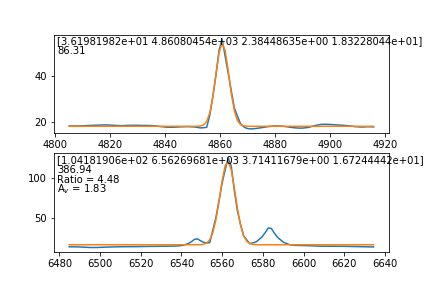 [3.61981982e+01 4.86080454e+03 2.38448635e+00 1.83228044e+01]
86.31
40
20
4800 4820 4840 4860 4880 4900 4920
[1.04181906e+02 6.56269681e+03 3.71411679e+00 1.67244442e+01]
386.94
100
Ratio = 4.48
Aᵥ = 1.83
50
6480 6500 6520 6540 6560 6580 6600 6620 6640